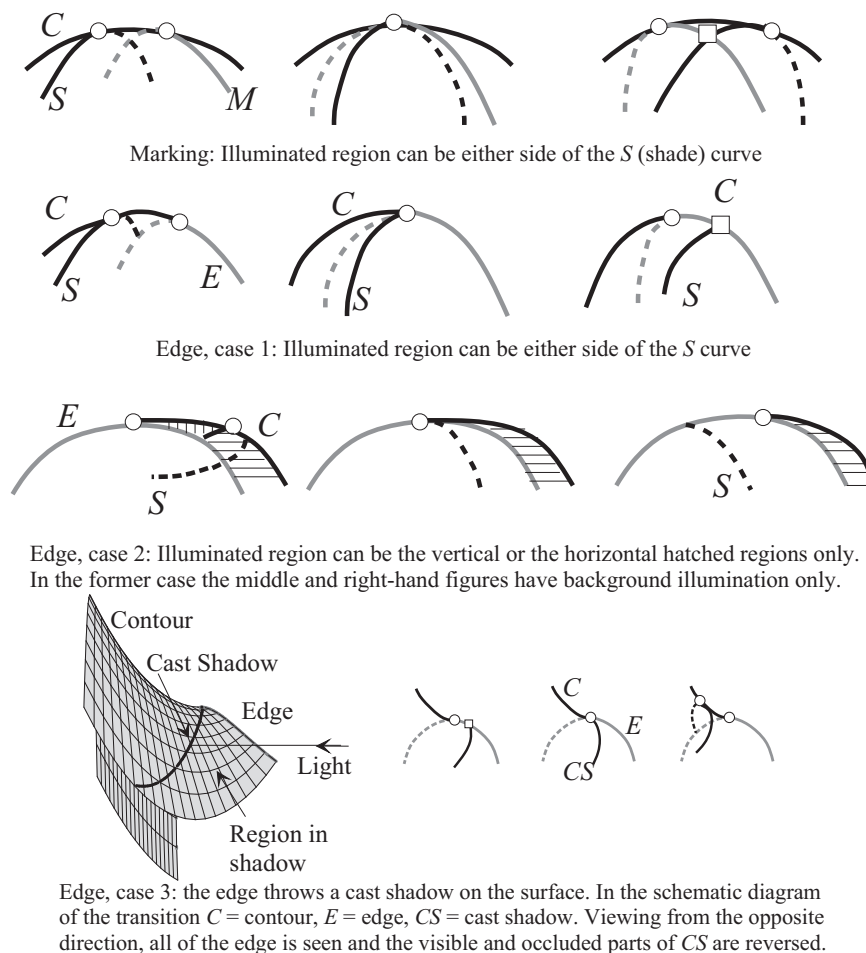 C
S
M
Marking: Illuminated region can be either side of the S (shade) curve
C
S
E
C
S
C
S
Edge, case 1: Illuminated region can be either side of the S curve
E
C
S
S
Edge, case 2: Illuminated region can be the vertical or the horizontal hatched regions only.
In the former case the middle and right-hand figures have background illumination only.
Contour
Cast Shadow
Edge
Light
Region in
shadow
C
E
CS
Edge, case 3: the edge throws a cast shadow on the surface. In the schematic diagram
of the transition C = contour, E = edge, CS = cast shadow. Viewing from the opposite
direction, all of the edge is seen and the visible and occluded parts of CS are reversed.